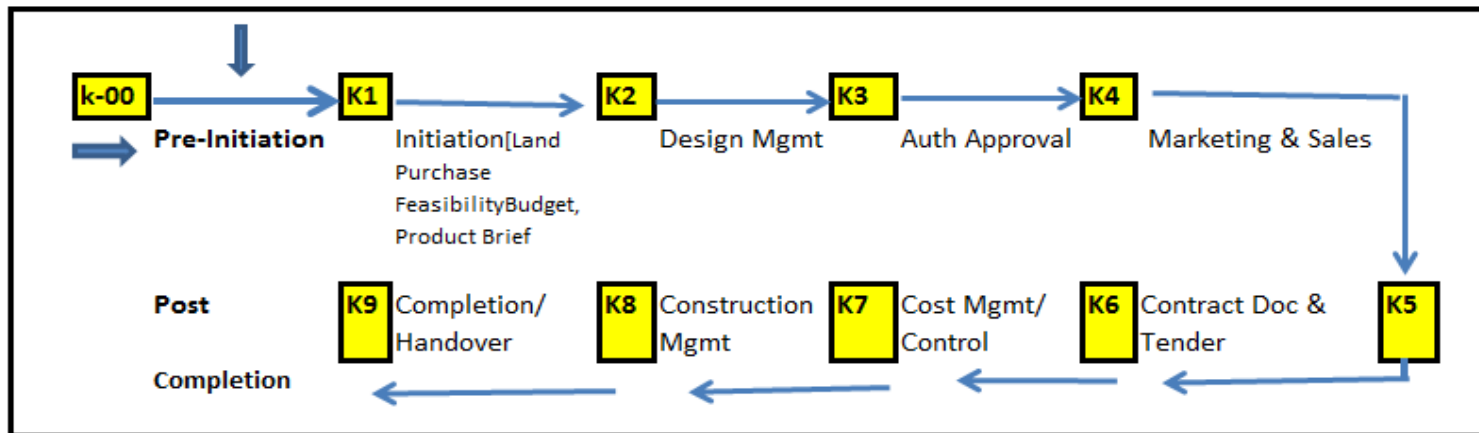 k-00 K1 K2 K3 K4
Pre-Initiation Initiation[Land Design Mgmt Auth Approval Marketing & Sales
Purchase
FeasibilityBudget,
Product Brief
Post K9 Completion/ K8 Construction K7 Cost Mgmt/ K6 Contract Doc & K5
Handover Mgmt Control Tender
Completion